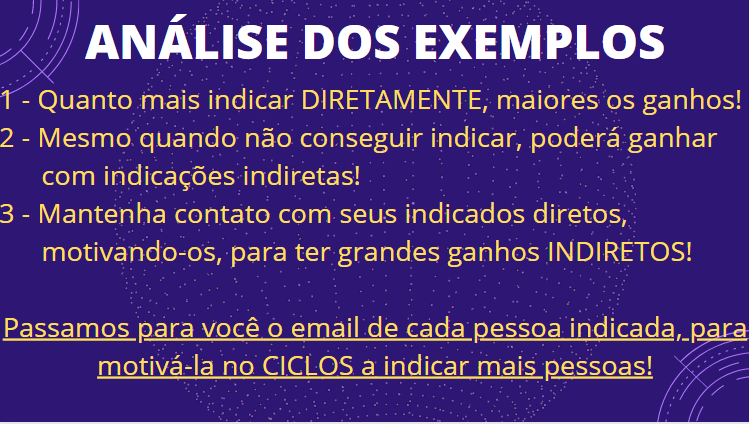 ANÁLISE DOS EXEMPLOS
1 - Quanto mais indicar DIRETAMENTE, maiores os ganhos!
2 - Mesmo quando não conseguir indicar, poderá ganhar
com indicações indiretas!
3 - Mantenha contato com seus indicados diretos,
motivando-os, para ter grandes ganhos INDIRETOS!
Passamos para você o email de cada pessoa indicada, para
motivá-la no CICLOS a indicar mais pessoas!